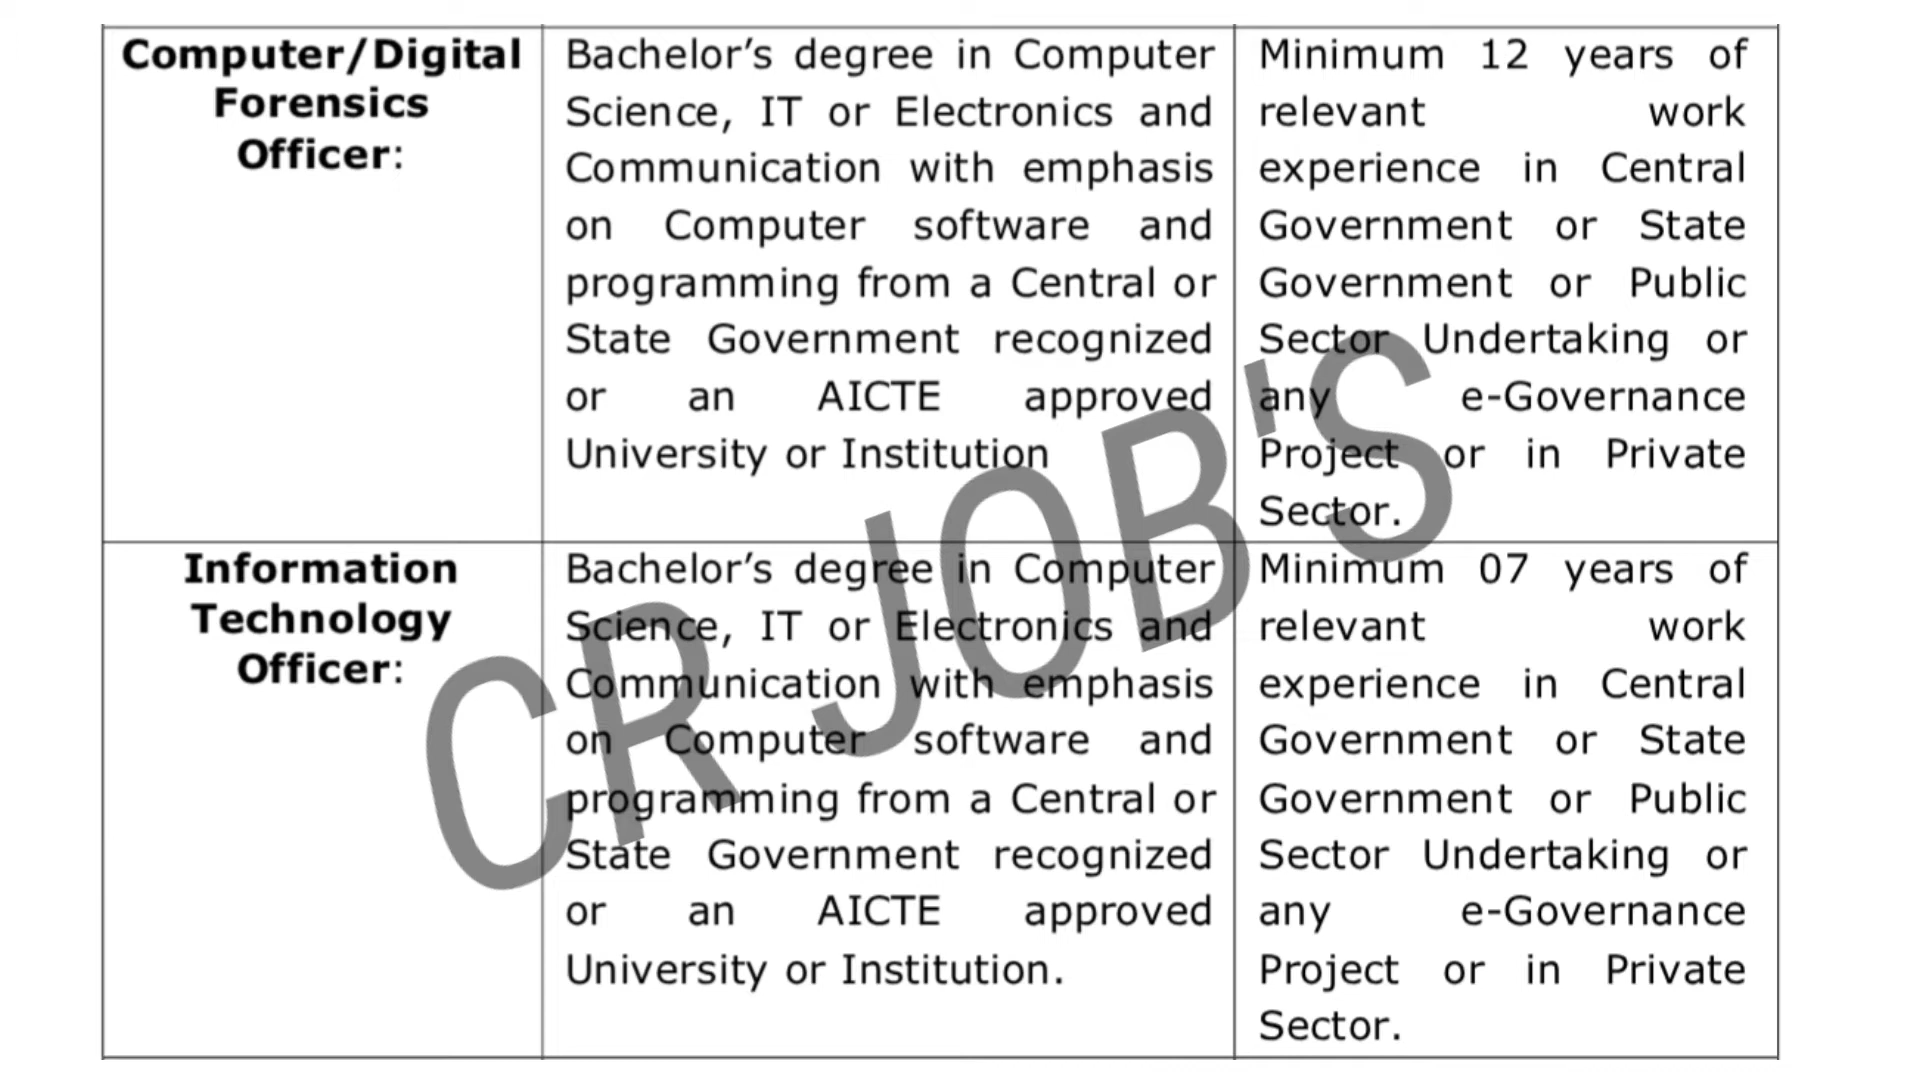 Computer/Digital
Forensics
Officer:
Bachelor’s degree in Computer
Science, IT or Electronics and
Communication with emphasis
on Computer software and
programming from a Central or
State Government recognized
or an AICTE approved
University or Institution
Minimum 12 years of
relevant work
experience in Central
Government or State
Government or Public
Sector Undertaking or
any e-Governance
Project or in Private
Sector.
Information
Technology
Officer:
Bachelor’s degree in Computer
Science, IT or Electronics and
Communication with emphasis
on Computer software and
programming from a Central or
State Government recognized
or an AICTE approved
University or Institution.
Minimum 07 years of
relevant work
experience in Central
Government or State
Government or Public
Sector Undertaking or
any e-Governance
Project or in Private
Sector.
CR JOB'S